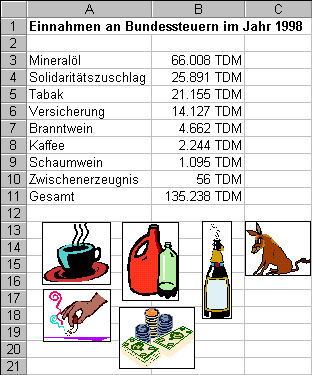 A B C
1 Einnahmen an Bundessteuern im Jahr 1998
2
3 Mineralöl 66.008 TDM
4 Solidaritätszuschlag 25.891 TDM
5 Tabak 21.155 TDM
6 Versicherung 14.127 TDM
7 Branntwein 4.662 TDM
8 Kaffee 2.244 TDM
9 Schaumwein 1.095 TDM
10 Zwischenerzeugnis 56 TDM
11 Gesamt 135.238 TDM
12
13
14
15
16
17
18
19
20
21